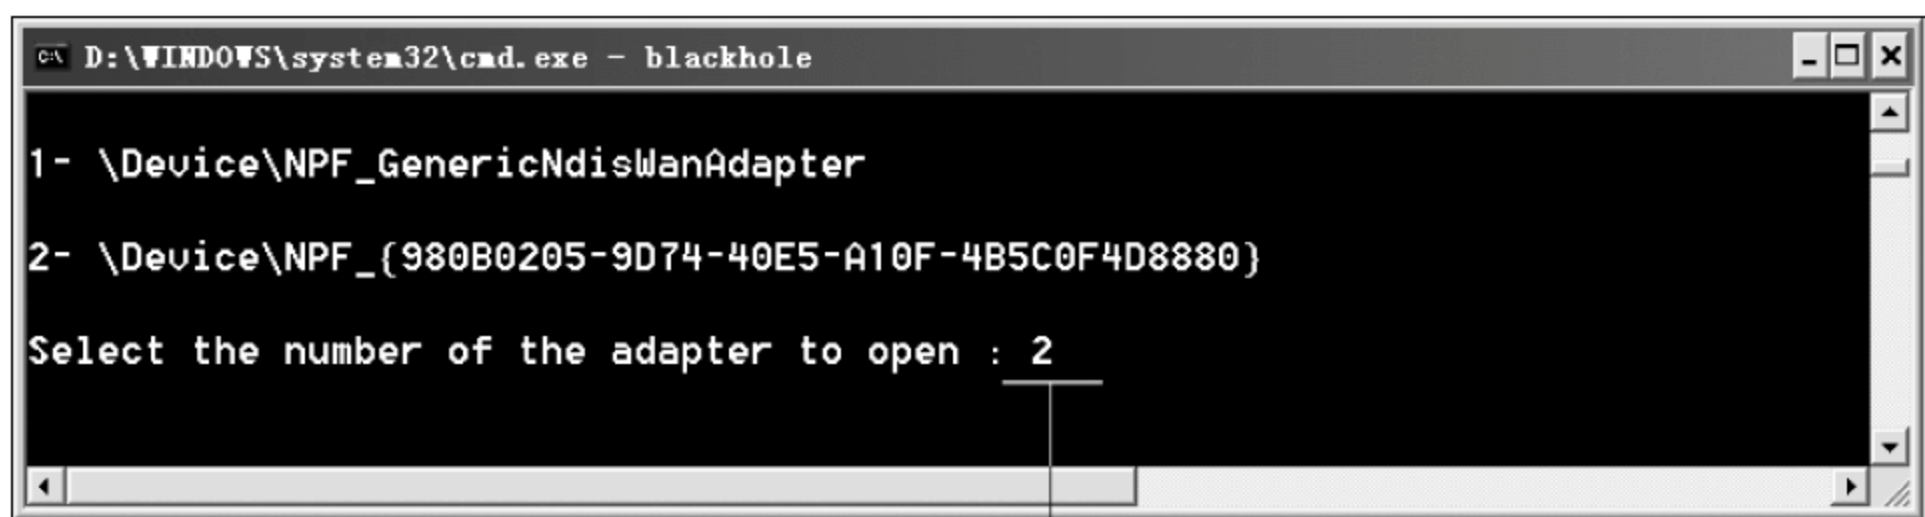 D:\WINDOWS\system32\cmd.exe - blackhole
1- \Device\NPF_GenericNdisWanAdapter
2- \Device\NPF_{980B0205-9D74-40E5-A10F-4B5C0F4D8880}
Select the number of the adapter to open : 2